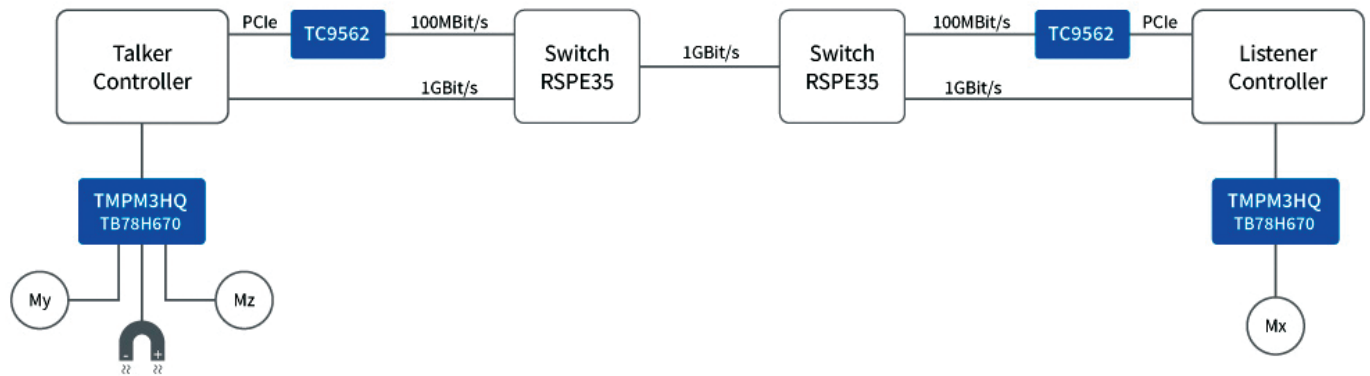 Talker
Controller
PCIe
TC9562
100MBit/s
1GBit/s
Switch
RSPE35
1GBit/s
Switch
RSPE35
100MBit/s
TC9562
PCIe
1GBit/s
Listener
Controller
TMPM3HQ
TB78H670
My
Mz
- +
TMPM3HQ
TB78H670
Mx